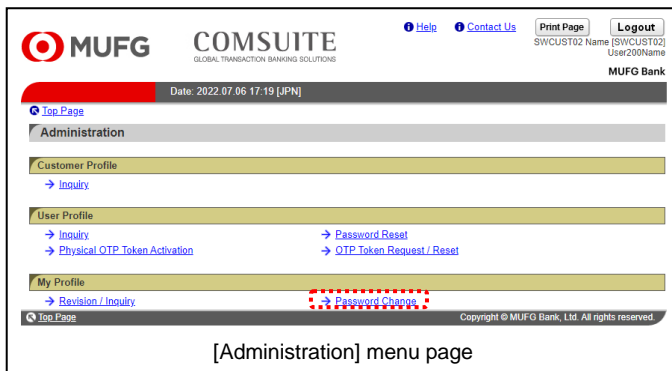 MUFG COMSUITE Help Contact Us Print Page Logout
GLOBAL TRANSACTION BANKING SOLUTIONS SWCUST02 Name [SWCUST02]
User200Name
MUFG Bank
Date: 2022.07.06 17:19 [JPN]
Top Page
Administration
Customer Profile
Inquiry
User Profile
Inquiry Password Reset
Physical OTP Token Activation OTP Token Request / Reset
My Profile
Revision / Inquiry Password Change
Top Page Copyright © MUFG Bank, Ltd. All rights reserved.
[Administration] menu page